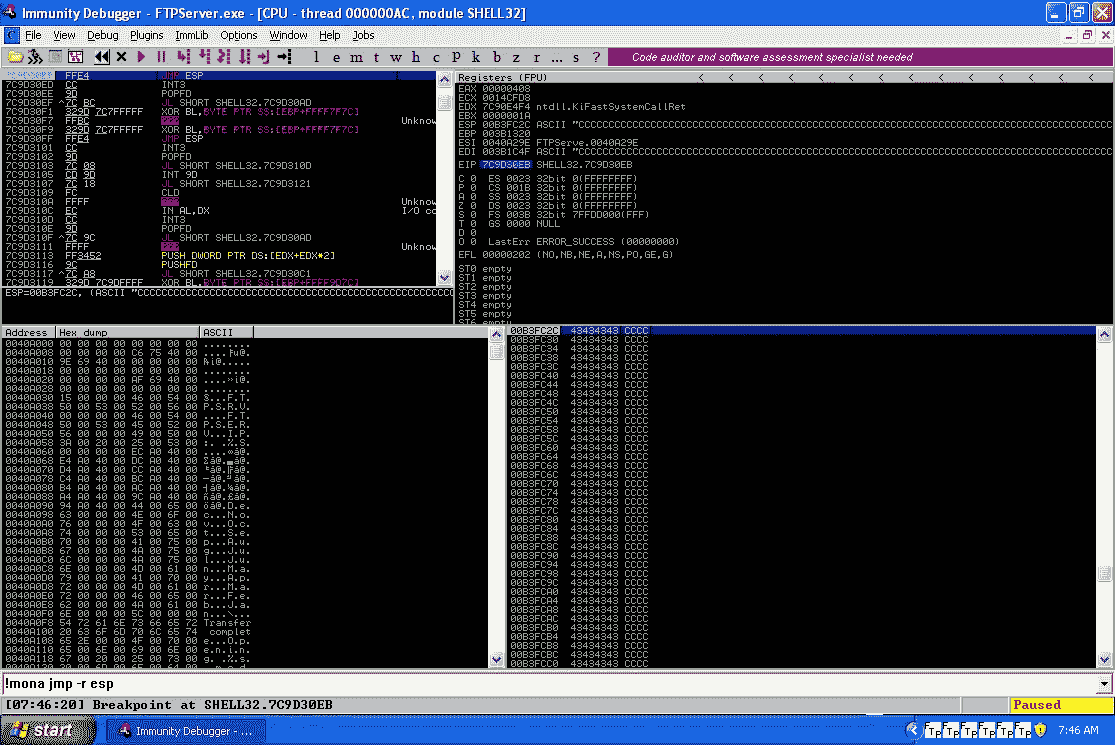 Immunity Debugger - FTPServer.exe - [CPU - thread 000000AC, module SHELL32]
File View Debug Plugins ImmLib Options Window Help Jobs
l e m t w h c p k b z r ... s ? Code auditor and software assessment specialist needed
FFE4 JMP ESP
7C9D30ED CC INT3
7C9D30EE 9D POPFD
7C9D30EF ^7C BC JL SHORT SHELL32.7C9D30AD
7C9D30F1 329D 7C7FFFFF XOR BL,BYTE PTR SS:[EBP+FFFF7F7C]
7C9D30F7 FFBC ??? Unknow
7C9D30F9 329D 7C7FFFFF XOR BL,BYTE PTR SS:[EBP+FFFF7F7C]
7C9D30FF FFE4 JMP ESP
7C9D3101 CC INT3
7C9D3102 9D POPFD
7C9D3103 7C 08 JL SHORT SHELL32.7C9D310D
7C9D3105 CD 9D INT 9D
7C9D3107 7C 18 JL SHORT SHELL32.7C9D3121
7C9D3109 FC CLD
7C9D310A FFFF ??? Unknow
7C9D310C EC IN AL,DX I/O co
7C9D310D CC INT3
7C9D310E 9D POPFD
7C9D310F ^7C 9C JL SHORT SHELL32.7C9D30AD
7C9D3111 FFFF ??? Unknow
7C9D3113 FF3452 PUSH DWORD PTR DS:[EDX+EDX*2]
7C9D3116 9C PUSHFD
7C9D3117 ^7C A8 JL SHORT SHELL32.7C9D30C1
7C9D3119 329D 7C9DFFFF XOR BL,BYTE PTR SS:[EBP+FFFF9D7C]
ESP=00B3FC2C, (ASCII "CCCCCCCCCCCCCCCCCCCCCCCCCCCCCCCCCCCCCCCCCCCCCCCCCCCC
Registers (FPU) < < < < < < < < < < < < < <
EAX 00000408
ECX 0014CFD8
EDX 7C90E4F4 ntdll.KiFastSystemCallRet
EBX 0000001A
ESP 00B3FC2C ASCII "CCCCCCCCCCCCCCCCCCCCCCCCCCCCCCCCCCCCCCCCCCCCCCCCCCCCCCCCCCCCCCCCCCCCCCCCCCCCCCCCCCCCCCCC
EBP 003B1320
ESI 0040A29E FTPServe.0040A29E
EDI 003B1C4F ASCII "CCCCCCCCCCCCCCCCCCCCCCCCCCCCCCCCCCCCCCCCCCCCCCCCCCCCCCCCCCCCCCCCCCCCCCCCCCCCCCCCCCCCCCCC
EIP 7C9D30EB SHELL32.7C9D30EB
C 0 ES 0023 32bit 0(FFFFFFFF)
P 0 CS 001B 32bit 0(FFFFFFFF)
A 0 SS 0023 32bit 0(FFFFFFFF)
Z 0 DS 0023 32bit 0(FFFFFFFF)
S 0 FS 003B 32bit 7FFDD000(FFF)
T 0 GS 0000 NULL
D 0
O 0 LastErr ERROR_SUCCESS (00000000)
EFL 00000202 (NO,NB,NE,A,NS,PO,GE,G)
ST0 empty
ST1 empty
ST2 empty
ST3 empty
ST4 empty
ST5 empty
ST6 empty
Address Hex dump ASCII
0040A000 00 00 00 00 00 00 00 00 ........
0040A008 00 00 00 00 C6 75 40 00
0040A010 9E 69 40 00 00 00 00 00
0040A018 00 00 00 00 00 00 00 00 ........
0040A020 00 00 00 00 AF 69 40 00 ....»i@.
0040A028 00 00 00 00 00 00 00 00 ........
0040A030 15 00 00 00 46 00 54 00 §...F.T.
0040A038 50 00 53 00 52 00 56 00 P.S.R.V.
0040A040 00 00 00 00 46 00 54 00 ....F.T.
0040A048 50 00 53 00 45 00 52 00 P.S.E.R.
0040A050 56 00 00 00 49 00 50 00 V...I.P.
0040A058 3A 00 20 00 25 00 53 00 :. .%.S.
0040A060 00 00 00 00 EC A0 40 00
0040A068 E4 A0 40 00 DC A0 40 00
0040A070 D4 A0 40 00 CC A0 40 00
0040A078 C4 A0 40 00 BC A0 40 00
0040A080 B4 A0 40 00 AC A0 40 00
0040A088 A4 A0 40 00 9C A0 40 00
0040A090 94 A0 40 00 44 00 65 00 öá@.D.e.
0040A098 63 00 00 00 4E 00 6F 00 c...N.o.
0040A0A0 76 00 00 00 4F 00 63 00 v...O.c.
0040A0A8 74 00 00 00 53 00 65 00 t...S.e.
0040A0B0 70 00 00 00 41 00 75 00 p...A.u.
0040A0B8 67 00 00 00 4A 00 75 00 g...J.u.
0040A0C0 6C 00 00 00 4A 00 75 00 l...J.u.
0040A0C8 6E 00 00 00 4D 00 61 00 n...M.a.
0040A0D0 79 00 00 00 41 00 70 00 y...A.p.
0040A0D8 72 00 00 00 4D 00 61 00 r...M.a.
0040A0E0 72 00 00 00 46 00 65 00 r...F.e.
0040A0E8 62 00 00 00 4A 00 61 00 b...J.a.
0040A0F0 6E 00 00 00 5C 00 00 00 n...\...
0040A0F8 54 72 61 6E 73 66 65 72 Transfer
0040A100 20 63 6F 6D 70 6C 65 74 complet
0040A108 65 2E 00 00 4F 00 70 00 e...O.p.
0040A110 65 00 6E 00 69 00 6E 00 e.n.i.n.
0040A118 67 00 20 00 25 00 73 00 g. .%.s.
00B3FC2C 43434343 CCCC
00B3FC30 43434343 CCCC
00B3FC34 43434343 CCCC
00B3FC38 43434343 CCCC
00B3FC3C 43434343 CCCC
00B3FC40 43434343 CCCC
00B3FC44 43434343 CCCC
00B3FC48 43434343 CCCC
00B3FC4C 43434343 CCCC
00B3FC50 43434343 CCCC
00B3FC54 43434343 CCCC
00B3FC58 43434343 CCCC
00B3FC5C 43434343 CCCC
00B3FC60 43434343 CCCC
00B3FC64 43434343 CCCC
00B3FC68 43434343 CCCC
00B3FC6C 43434343 CCCC
00B3FC70 43434343 CCCC
00B3FC74 43434343 CCCC
00B3FC78 43434343 CCCC
00B3FC7C 43434343 CCCC
00B3FC80 43434343 CCCC
00B3FC84 43434343 CCCC
00B3FC88 43434343 CCCC
00B3FC8C 43434343 CCCC
00B3FC90 43434343 CCCC
00B3FC94 43434343 CCCC
00B3FC98 43434343 CCCC
00B3FC9C 43434343 CCCC
00B3FCA0 43434343 CCCC
00B3FCA4 43434343 CCCC
00B3FCA8 43434343 CCCC
00B3FCAC 43434343 CCCC
00B3FCB0 43434343 CCCC
00B3FCB4 43434343 CCCC
00B3FCB8 43434343 CCCC
00B3FCBC 43434343 CCCC
00B3FCC0 43434343 CCCC
!mona jmp -r esp
[07:46:20] Breakpoint at SHELL32.7C9D30EB Paused
start Immunity Debugger - ... Tp Tp Tp Tp Tp Tp 7:46 AM